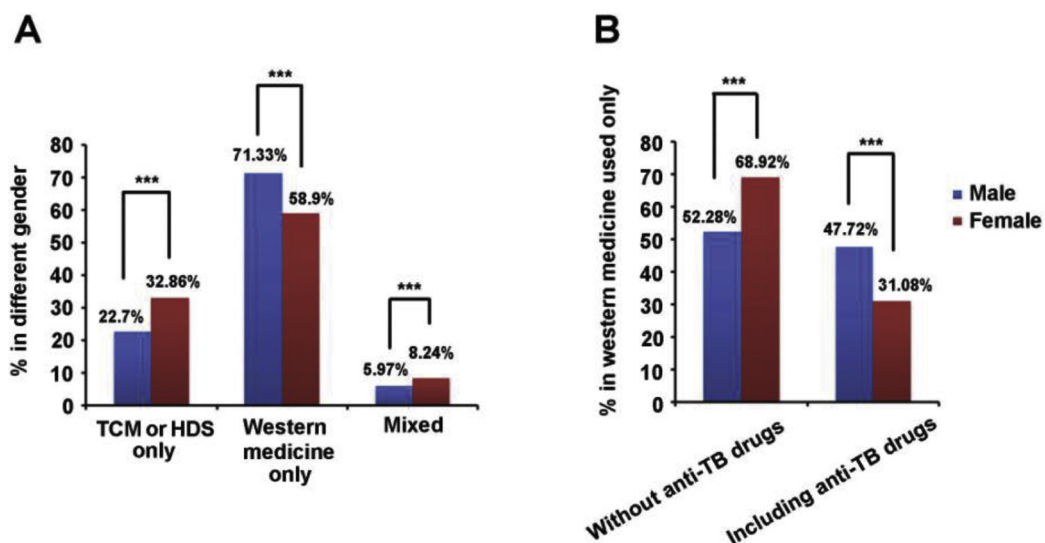 A
% in different gender
80
70
60
50
40
30
20
10
0
***
***
***
22.7%
32.86%
71.33%
58.9%
5.97%
8.24%
TCM or HDS
only
Western
medicine
only
Mixed
B
% in western medicine used only
80
70
60
50
40
30
20
10
0
***
***
52.28%
68.92%
47.72%
31.08%
Without anti-TB drugs
Including anti-TB drugs
Male
Female